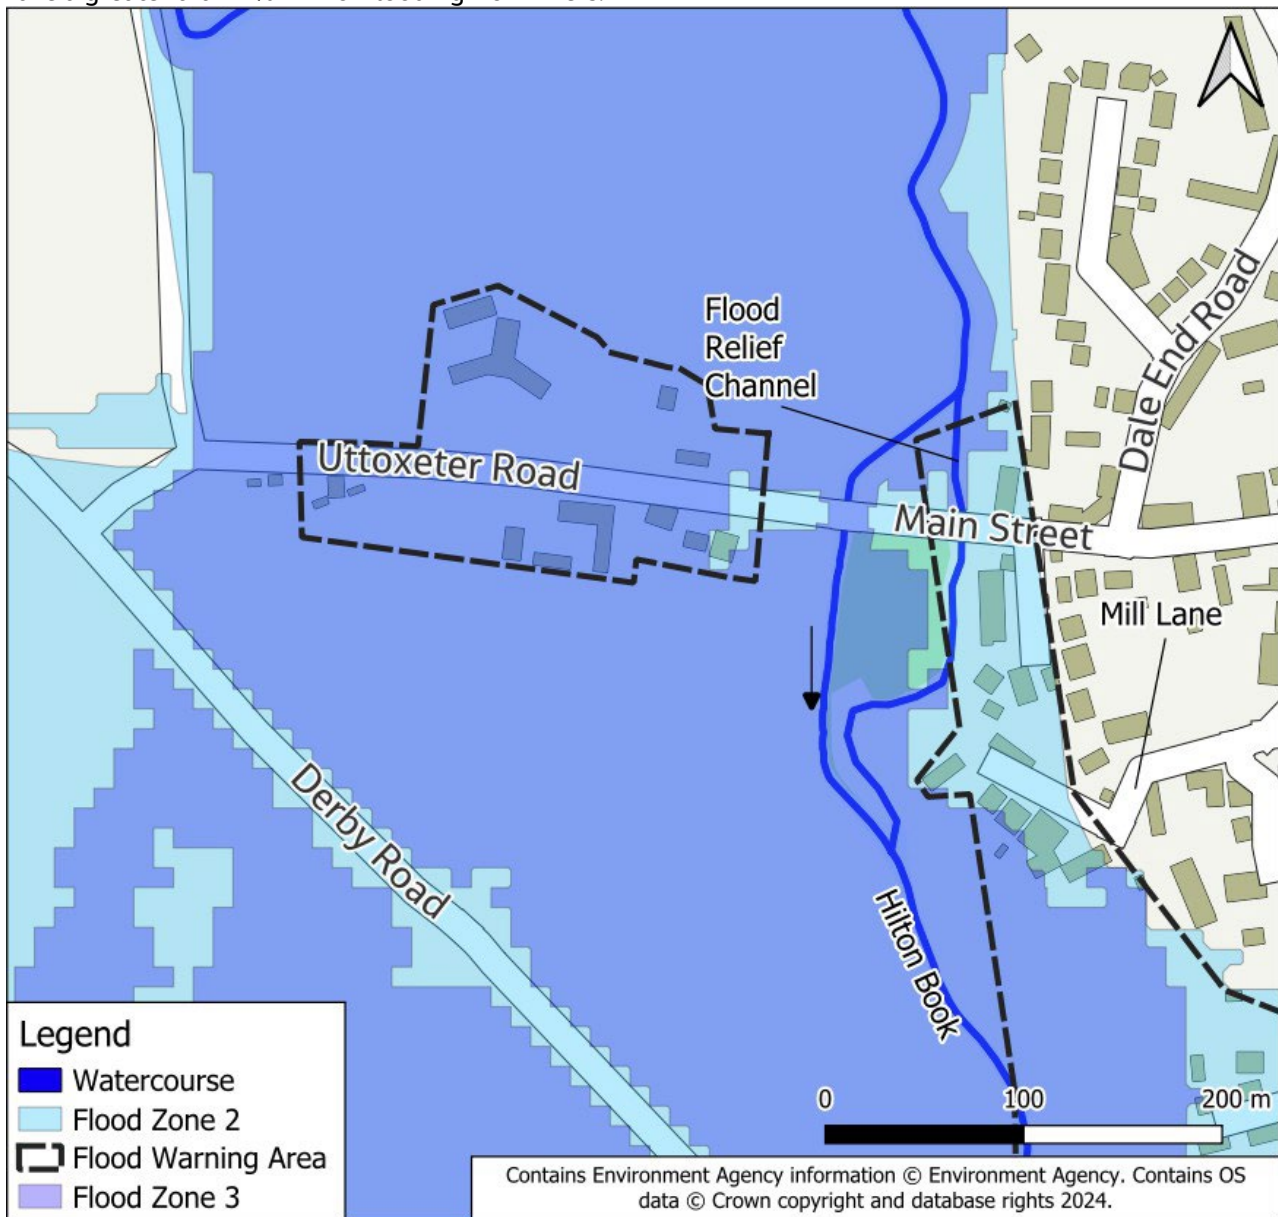 Flood
Relief
Channel
Uttoxeter Road
Main Street
Dale End Road
Mill Lane
Derby Road
Hilton Book
Legend
Watercourse
Flood Zone 2
Flood Warning Area
Flood Zone 3
0 100 200 m
Contains Environment Agency information © Environment Agency. Contains OS
data © Crown copyright and database rights 2024.